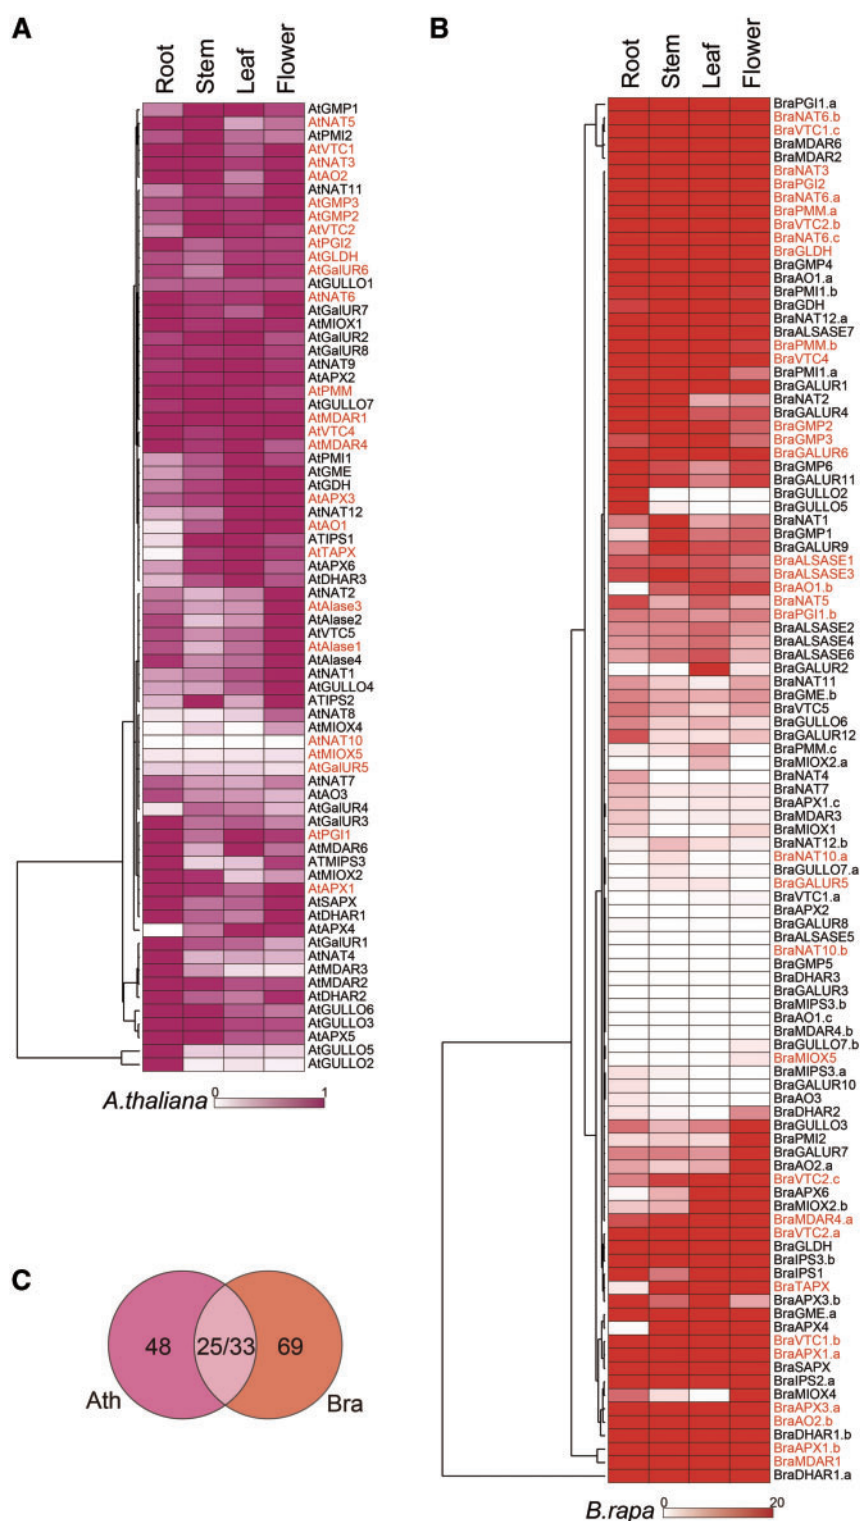 A
Root Stem Leaf Flower
AtGMP1
AtNAT5
AtPMI2
AtVTC1
AtNAT3
AtAO2
AtNAT11
AtGMP3
AtGMP2
AtVTC2
AtPGI2
AtGLDH
AtGalUR6
AtGULLO1
AtNAT6
AtGalUR7
AtMIOX1
AtGalUR2
AtGalUR8
AtNAT9
AtAPX2
AtPMM
AtGULLO7
AtMDAR1
AtVTC4
AtMDAR4
AtPMI1
AtGME
AtGDH
AtAPX3
AtNAT12
AtAO1
ATIPS1
AtTAPX
AtAPX6
AtDHAR3
AtNAT2
AtAlase3
AtAlase2
AtVTC5
AtAlase1
AtAlase4
AtNAT1
AtGULLO4
ATIPS2
AtNAT8
AtMIOX4
AtNAT10
AtMIOX5
AtGalUR5
AtNAT7
AtAO3
AtGalUR4
AtGalUR3
AtPGI1
AtMDAR6
ATMIPS3
AtMIOX2
AtAPX1
AtSAPX
AtDHAR1
AtAPX4
AtGalUR1
AtNAT4
AtMDAR3
AtMDAR2
AtDHAR2
AtGULLO6
AtGULLO3
AtAPX5
AtGULLO5
AtGULLO2
A.thaliana 0 1
B
Root Stem Leaf Flower
BraPGI1.a
BraNAT6.b
BraVTC1.c
BraMDAR6
BraMDAR2
BraNAT3
BraPGI2
BraNAT6.a
BraPMM.a
BraVTC2.b
BraNAT6.c
BraGLDH
BraGMP4
BraAO1.a
BraPMI1.b
BraGDH
BraNAT12.a
BraALSASE7
BraPMM.b
BraVTC4
BraPMI1.a
BraGALUR1
BraNAT2
BraGALUR4
BraGMP2
BraGMP3
BraGALUR6
BraGMP6
BraGALUR11
BraGULLO2
BraGULLO5
BraNAT1
BraGMP1
BraGALUR9
BraALSASE1
BraALSASE3
BraAO1.b
BraNAT5
BraPGI1.b
BraALSASE2
BraALSASE4
BraALSASE6
BraGALUR2
BraNAT11
BraGME.b
BraVTC5
BraGULLO6
BraGALUR12
BraPMM.c
BraMIOX2.a
BraNAT4
BraNAT7
BraAPX1.c
BraMDAR3
BraMIOX1
BraNAT12.b
BraNAT10.a
BraGULLO7.a
BraGALUR5
BraVTC1.a
BraAPX2
BraGALUR8
BraALSASE5
BraNAT10.b
BraGMP5
BraDHAR3
BraGALUR3
BraMIPS3.b
BraAO1.c
BraMDAR4.b
BraGULLO7.b
BraMIOX5
BraMIPS3.a
BraGALUR10
BraAO3
BraDHAR2
BraGULLO3
BraPMI2
BraGALUR7
BraAO2.a
BraVTC2.c
BraAPX6
BraMIOX2.b
BraMDAR4.a
BraVTC2.a
BraGLDH
BraIPS3.b
BraIPS1
BraTAPX
BraAPX3.b
BraGME.a
BraAPX4
BraVTC1.b
BraAPX1.a
BraSAPX
BraIPS2.a
BraMIOX4
BraAPX3.a
BraAO2.b
BraDHAR1.b
BraAPX1.b
BraMDAR1
BraDHAR1.a
B.rapa 0 20
C
48 25/33 69
Ath Bra